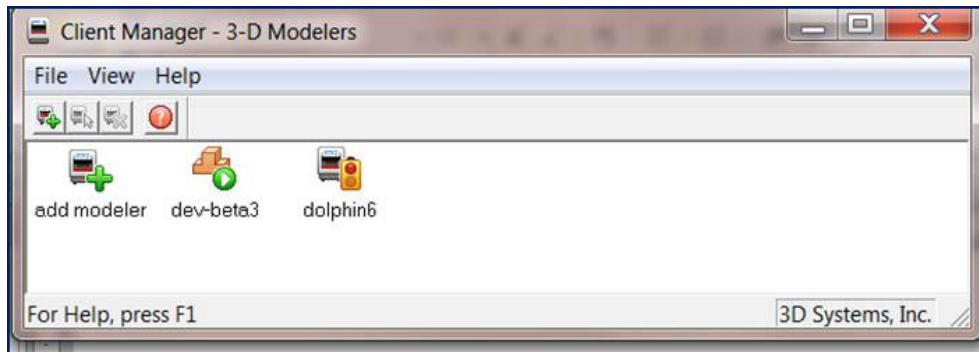 Client Manager - 3-D Modelers
File View Help
add modeler dev-beta3 dolphin6
For Help, press F1 3D Systems, Inc.